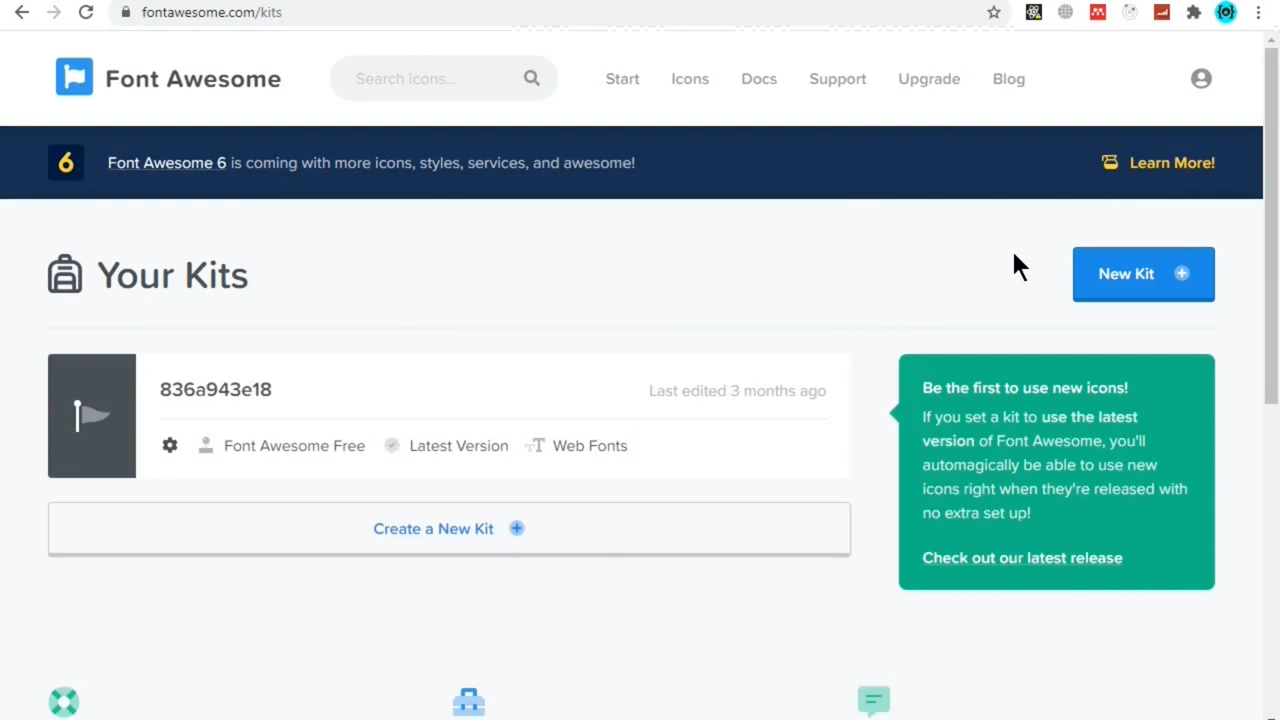 fontawesome.com/kits
Font Awesome
Search icons...
Start Icons Docs Support Upgrade Blog
6 Font Awesome 6 is coming with more icons, styles, services, and awesome! Learn More!
Your Kits
New Kit
836a943e18
Last edited 3 months ago
Font Awesome Free Latest Version Web Fonts
Create a New Kit
Be the first to use new icons!
If you set a kit to use the latest
version of Font Awesome, you'll
automagically be able to use new
icons right when they're released with
no extra set up!
Check out our latest release